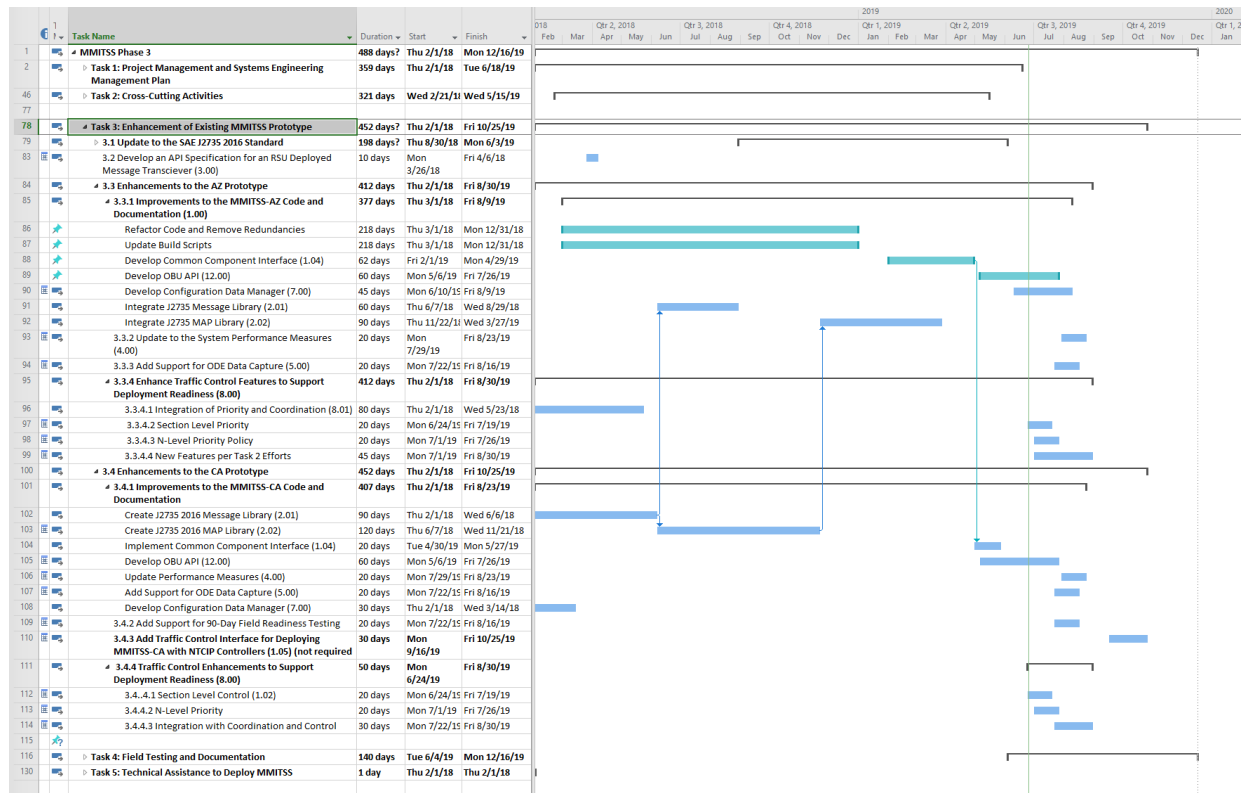 2019 2020
018 Qtr 2, 2018 Qtr 3, 2018 Qtr 4, 2018 Qtr 1, 2019 Qtr 2, 2019 Qtr 3, 2019 Qtr 4, 2019 Qtr 1, 2
Task Name Duration Start Finish Feb Mar Apr May Jun Jul Aug Sep Oct Nov Dec Jan Feb Mar Apr May Jun Jul Aug Sep Oct Nov Dec Jan
1 MMITSS Phase 3 488 days? Thu 2/1/18 Mon 12/16/19
2 Task 1: Project Management and Systems Engineering 359 days Thu 2/1/18 Tue 6/18/19
Management Plan
46 Task 2: Cross-Cutting Activities 321 days Wed 2/21/18 Wed 5/15/19
77
78 Task 3: Enhancement of Existing MMITSS Prototype 452 days? Thu 2/1/18 Fri 10/25/19
79 3.1 Update to the SAE J2735 2016 Standard 198 days? Thu 8/30/18 Mon 6/3/19
83 3.2 Develop an API Specification for an RSU Deployed 10 days Mon Fri 4/6/18
Message Transciever (3.00) 3/26/18
84 3.3 Enhancements to the AZ Prototype 412 days Thu 2/1/18 Fri 8/30/19
85 3.3.1 Improvements to the MMITSS-AZ Code and 377 days Thu 3/1/18 Fri 8/9/19
Documentation (1.00)
86 Refactor Code and Remove Redundancies 218 days Thu 3/1/18 Mon 12/31/18
87 Update Build Scripts 218 days Thu 3/1/18 Mon 12/31/18
88 Develop Common Component Interface (1.04) 62 days Fri 2/1/19 Mon 4/29/19
89 Develop OBU API (12.00) 60 days Mon 5/6/19 Fri 7/26/19
90 Develop Configuration Data Manager (7.00) 45 days Mon 6/10/19 Fri 8/9/19
91 Integrate J2735 Message Library (2.01) 60 days Thu 6/7/18 Wed 8/29/18
92 Integrate J2735 MAP Library (2.02) 90 days Thu 11/22/18 Wed 3/27/19
93 3.3.2 Update to the System Performance Measures 20 days Mon Fri 8/23/19
(4.00) 7/29/19
94 3.3.3 Add Support for ODE Data Capture (5.00) 20 days Mon 7/22/19 Fri 8/16/19
95 3.3.4 Enhance Traffic Control Features to Support 412 days Thu 2/1/18 Fri 8/30/19
Deployment Readiness (8.00)
96 3.3.4.1 Integration of Priority and Coordination (8.01) 80 days Thu 2/1/18 Wed 5/23/18
97 3.3.4.2 Section Level Priority 20 days Mon 6/24/19 Fri 7/19/19
98 3.3.4.3 N-Level Priority Policy 20 days Mon 7/1/19 Fri 7/26/19
99 3.3.4.4 New Features per Task 2 Efforts 45 days Mon 7/1/19 Fri 8/30/19
100 3.4 Enhancements to the CA Prototype 452 days Thu 2/1/18 Fri 10/25/19
101 3.4.1 Improvements to the MMITSS-CA Code and 407 days Thu 2/1/18 Fri 8/23/19
Documentation
102 Create J2735 2016 Message Library (2.01) 90 days Thu 2/1/18 Wed 6/6/18
103 Create J2735 2016 MAP Library (2.02) 120 days Thu 6/7/18 Wed 11/21/18
104 Implement Common Component Interface (1.04) 20 days Tue 4/30/19 Mon 5/27/19
105 Develop OBU API (12.00) 60 days Mon 5/6/19 Fri 7/26/19
106 Update Performance Measures (4.00) 20 days Mon 7/29/19 Fri 8/23/19
107 Add Support for ODE Data Capture (5.00) 20 days Mon 7/22/19 Fri 8/16/19
108 Develop Configuration Data Manager (7.00) 30 days Thu 2/1/18 Wed 3/14/18
109 3.4.2 Add Support for 90-Day Field Readiness Testing 20 days Mon 7/22/19 Fri 8/16/19
110 3.4.3 Add Traffic Control Interface for Deploying 30 days Mon Fri 10/25/19
MMITSS-CA with NTCIP Controllers (1.05) (not required 9/16/19
111 3.4.4 Traffic Control Enhancements to Support 50 days Mon Fri 8/30/19
Deployment Readiness (8.00) 6/24/19
112 3.4..4.1 Section Level Control (1.02) 20 days Mon 6/24/19 Fri 7/19/19
113 3.4.4.2 N-Level Priority 20 days Mon 7/1/19 Fri 7/26/19
114 3.4.4.3 Integration with Coordination and Control 30 days Mon 7/22/19 Fri 8/30/19
115 ?
116 Task 4: Field Testing and Documentation 140 days Tue 6/4/19 Mon 12/16/19
130 Task 5: Technical Assistance to Deploy MMITSS 1 day Thu 2/1/18 Thu 2/1/18